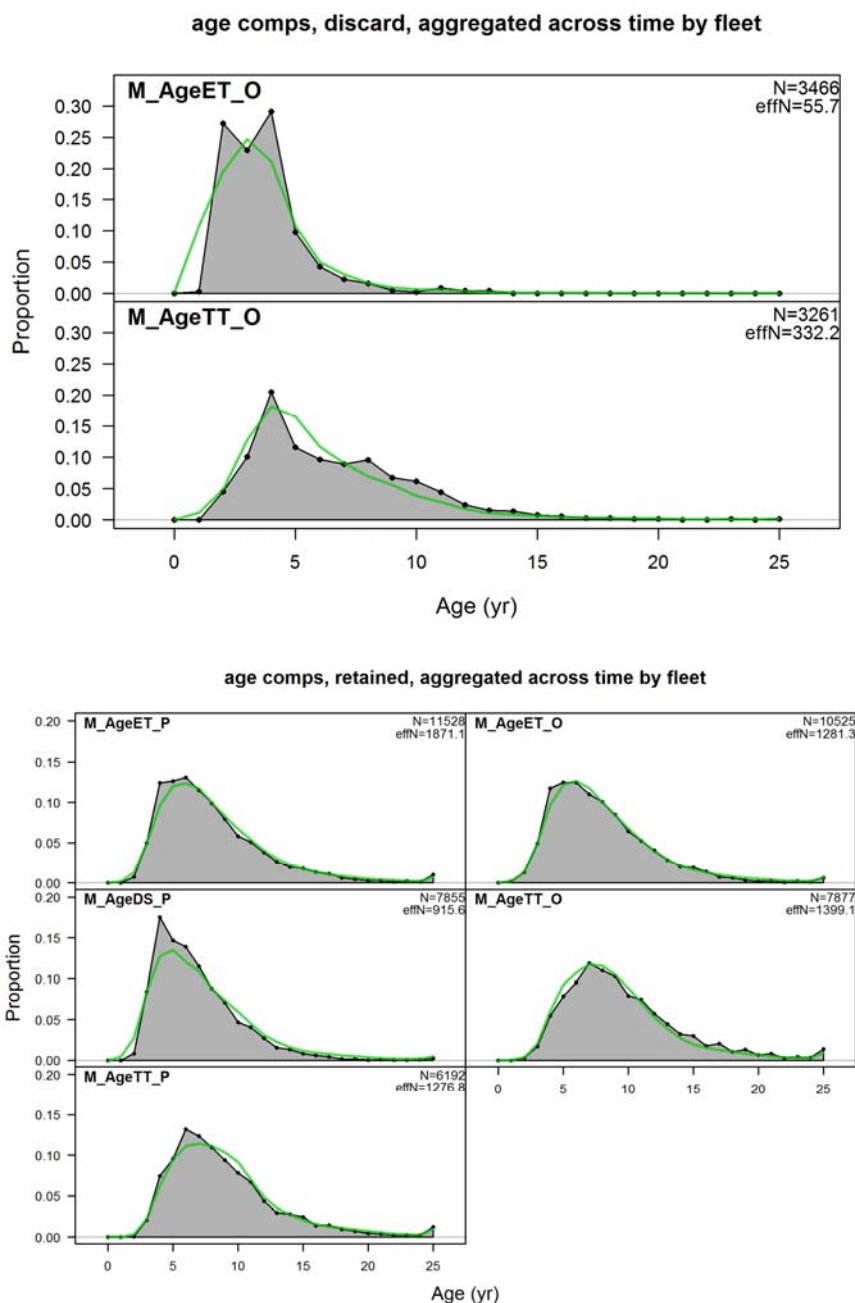 age comps, discard, aggregated across time by fleet
M_AgeET_O
N=3466
effN=55.7
0.30
0.25
0.20
0.15
0.10
0.05
0.00
M_AgeTT_O
N=3261
effN=332.2
0.30
0.25
0.20
0.15
0.10
0.05
0.00
Proportion
0 5 10 15 20 25
Age (yr)
age comps, retained, aggregated across time by fleet
M_AgeET_P
N=11528
effN=1871.1
M_AgeET_O
N=10525
effN=1281.3
0.20
0.15
0.10
0.05
0.00
M_AgeDS_P
N=7855
effN=915.6
M_AgeTT_O
N=7877
effN=1399.1
0.20
0.15
0.10
0.05
0.00
Proportion
M_AgeTT_P
N=6192
effN=1276.8
0 5 10 15 20 25
0.20
0.15
0.10
0.05
0.00
0 5 10 15 20 25
Age (yr)